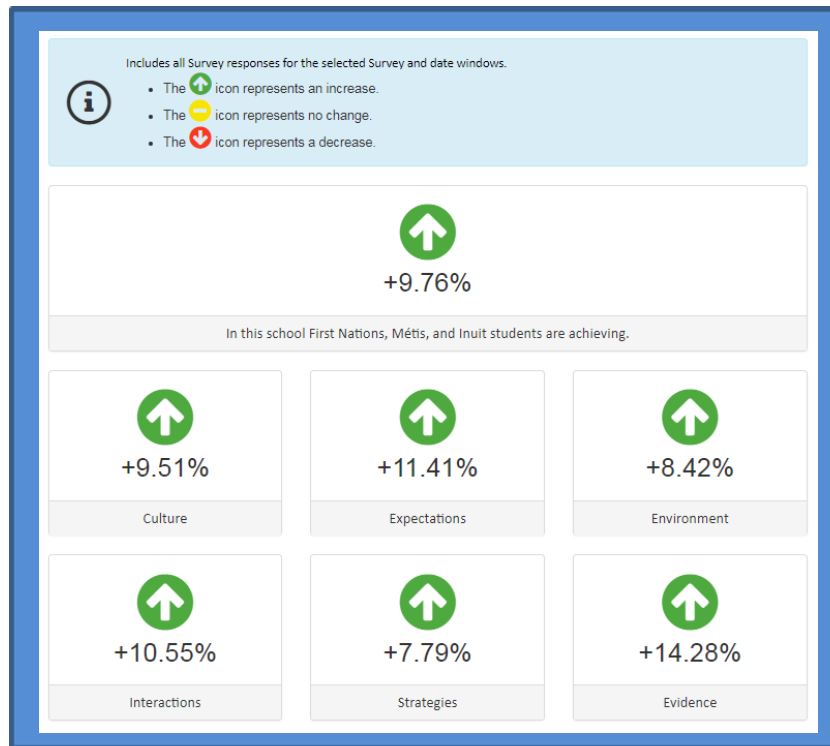 Includes all Survey responses for the selected Survey and date windows.
• The icon represents an increase.
• The icon represents no change.
• The icon represents a decrease.
+9.76%
In this school First Nations, Métis, and Inuit students are achieving.
+9.51%
Culture
+11.41%
Expectations
+8.42%
Environment
+10.55%
Interactions
+7.79%
Strategies
+14.28%
Evidence